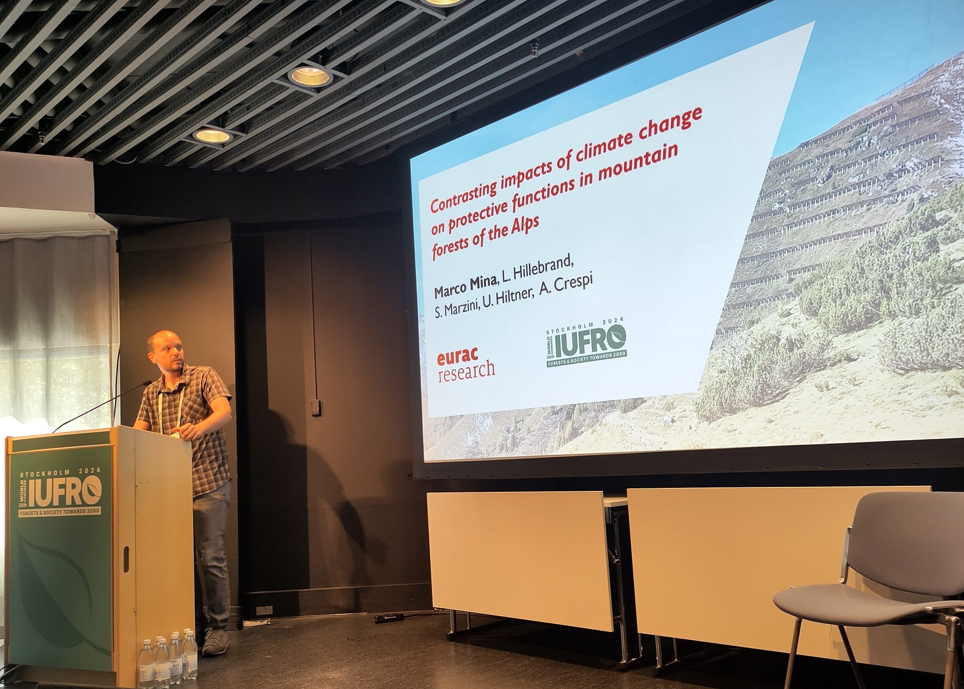 Contrasting impacts of climate change
on protective functions in mountain
forests of the Alps
Marco Mina, L. Hillebrand,
S. Marzini, U. Hiltner, A. Crespi
eurac
research
STOCKHOLM 2024
IUFRO
FORESTS & SOCIETY TOWARDS 2050
STOCKHOLM 2024
IUFRO
FORESTS & SOCIETY TOWARDS 2050